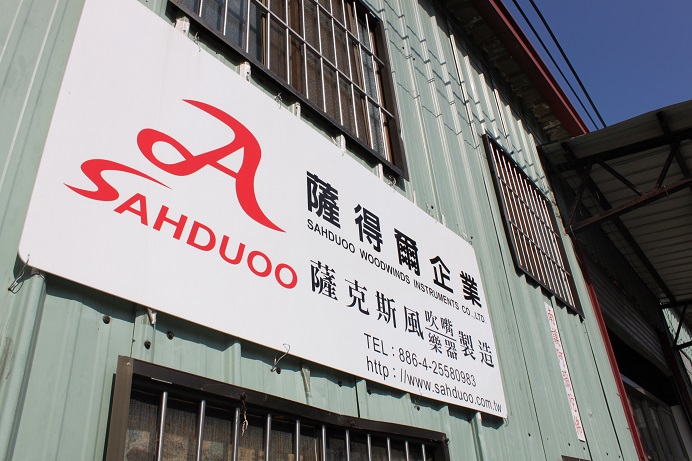 SAHDUOO
薩得爾企業
SAHDUOO WOODWINDS INSTRUMENTS CO.,LTD
薩克斯風吹嘴樂器製造
TEL：886-4-25580983
http://www.sahduoo.com.tw